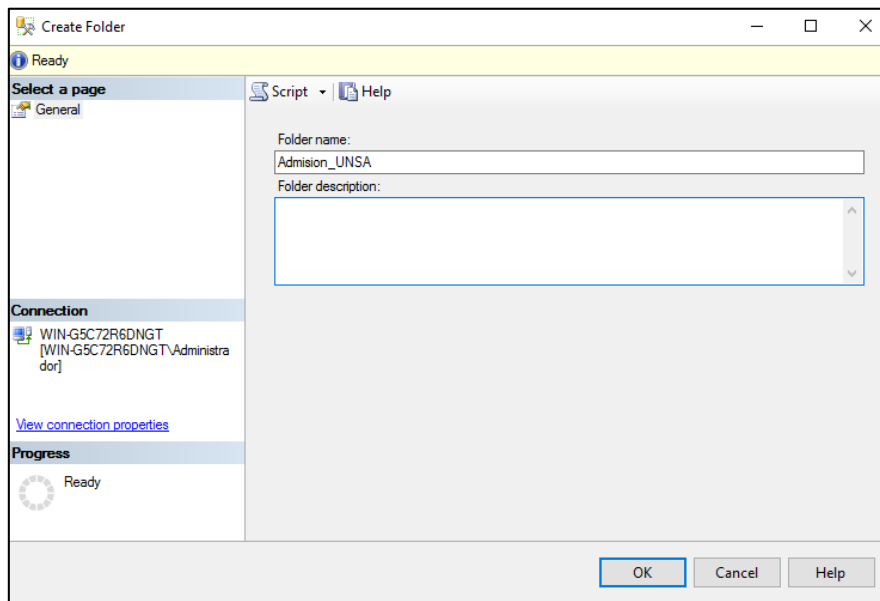 Create Folder
Ready
Select a page
General
Script
Help
Folder name:
Admision_UNSA
Folder description:
Connection
WIN-G5C72R6DNGT
[WIN-G5C72R6DNGT\Administra
dor]
View connection properties
Progress
Ready
OK
Cancel
Help